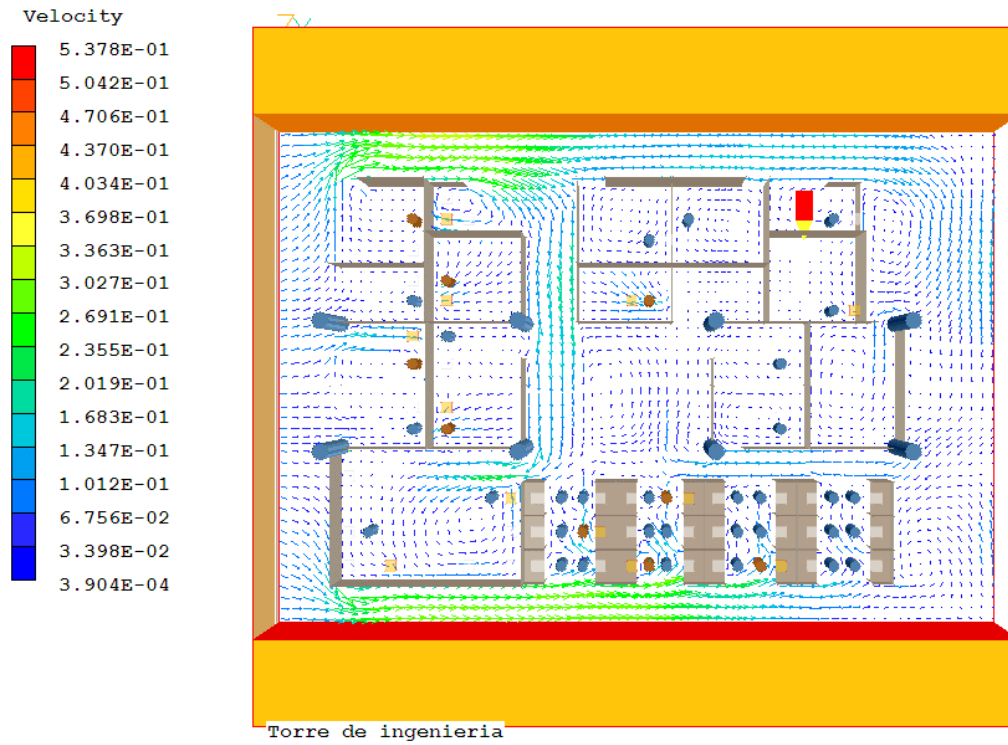 Velocity
5.378E-01
5.042E-01
4.706E-01
4.370E-01
4.034E-01
3.698E-01
3.363E-01
3.027E-01
2.691E-01
2.355E-01
2.019E-01
1.683E-01
1.347E-01
1.012E-01
6.756E-02
3.398E-02
3.904E-04
Torre de ingenieria